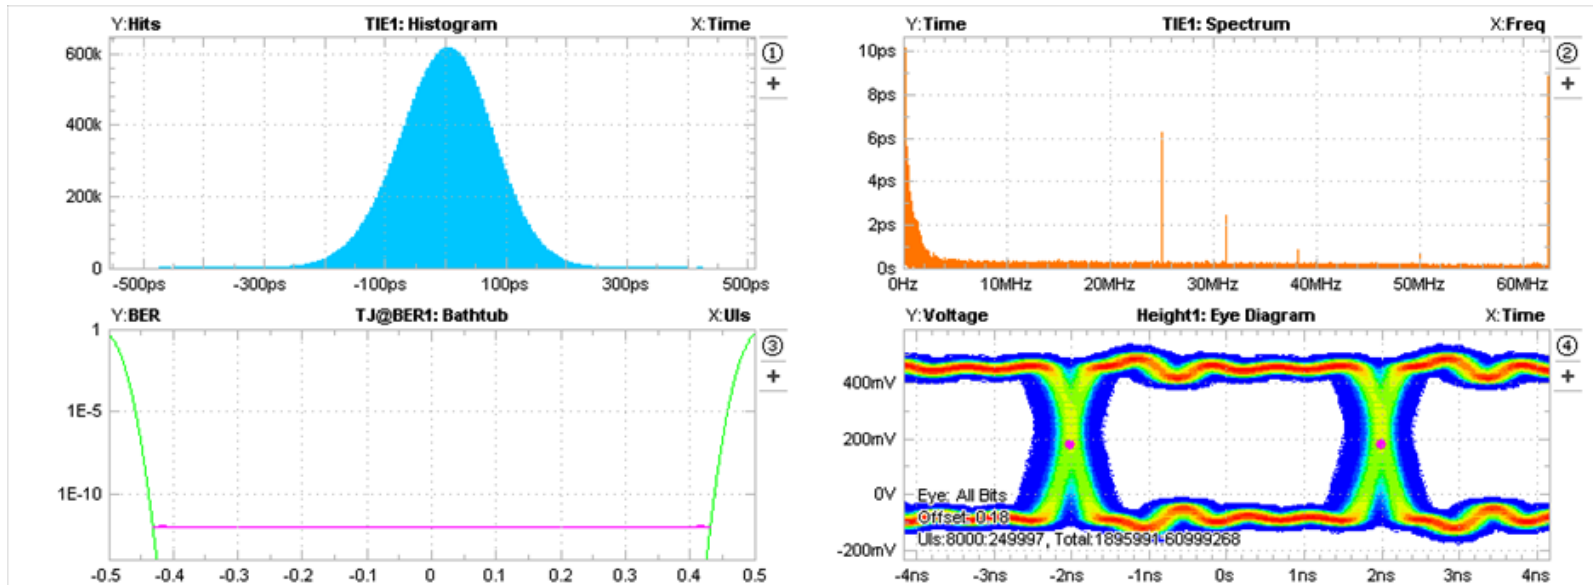 Y:Hits TIE1: Histogram X:Time
①
+
600k
400k
200k
0
-500ps -300ps -100ps 100ps 300ps 500ps
Y:Time TIE1: Spectrum X:Freq
②
+
10ps
8ps
6ps
4ps
2ps
0s
0Hz 10MHz 20MHz 30MHz 40MHz 50MHz 60MHz
Y:BER TJ@BER1: Bathtub X:UIs
③
+
1
1E-5
1E-10
-0.5 -0.4 -0.3 -0.2 -0.1 0 0.1 0.2 0.3 0.4 0.5
Y:Voltage Height1: Eye Diagram X:Time
④
+
400mV
200mV
0V
-200mV
Eye: All Bits
Offset: 0.18
UIs:8000:249997, Total:1895991:60999268
-4ns -3ns -2ns -1ns 0s 1ns 2ns 3ns 4ns